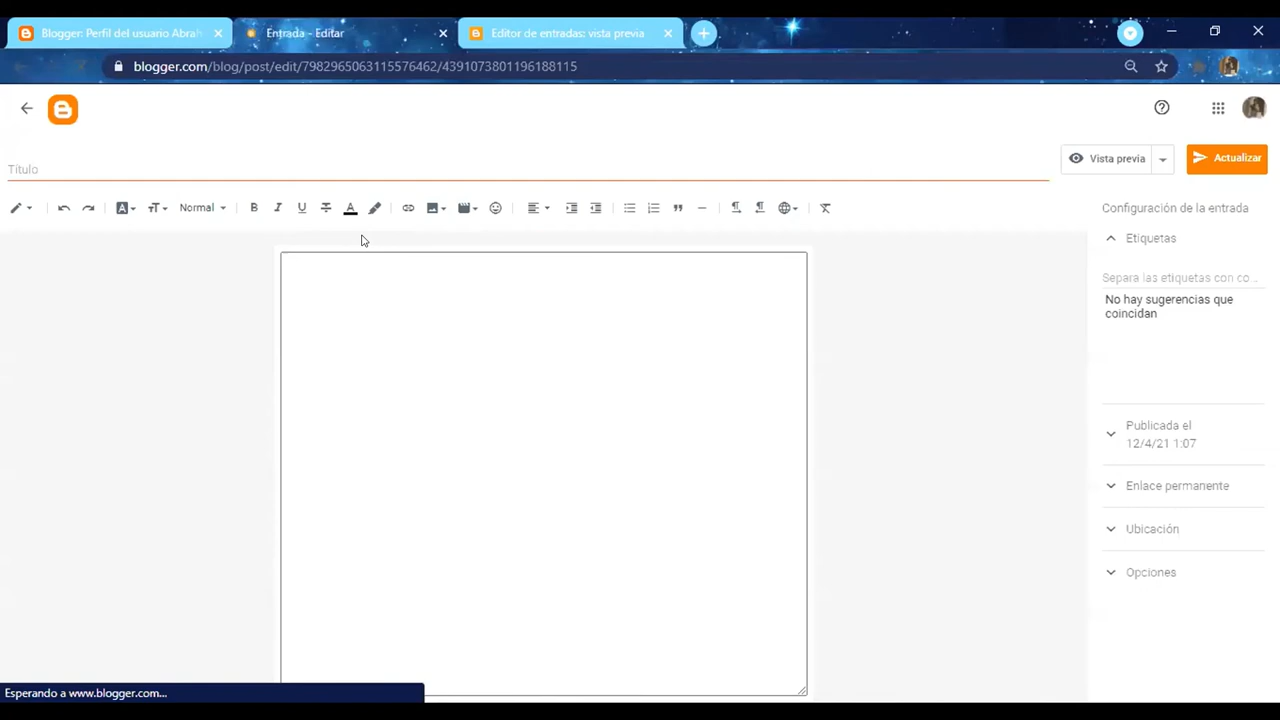 Blogger: Perfil del usuario Abrah
Entrada - Editar
Editor de entradas: vista previa
blogger.com/blog/post/edit/7982965063115576462/4391073801196188115
Título
Vista previa
Actualizar
Normal
Configuración de la entrada
Etiquetas
Separa las etiquetas con co...
No hay sugerencias que
coincidan
Publicada el
12/4/21 1:07
Enlace permanente
Ubicación
Opciones
Esperando a www.blogger.com...